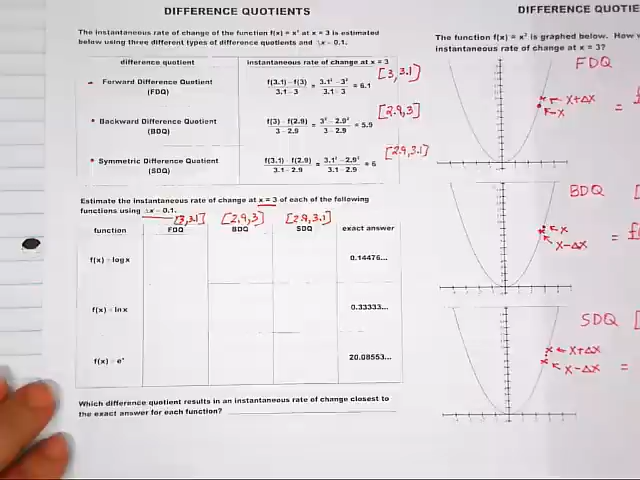 DIFFERENCE QUOTIENTS
The instantaneous rate of change of the function f(x) = x² at x = 3 is estimated
below using three different types of difference quotients and Δx = 0.1.
difference quotient instantaneous rate of change at x = 3
Forward Difference Quotient
(FDQ)
f(3.1) − f(3) / 3.1 − 3 = 3.1² − 3² / 3.1 − 3 = 6.1
[3, 3.1]
Backward Difference Quotient
(BDQ)
f(3) − f(2.9) / 3 − 2.9 = 3² − 2.9² / 3 − 2.9 = 5.9
[2.9, 3]
Symmetric Difference Quotient
(SDQ)
f(3.1) − f(2.9) / 3.1 − 2.9 = 3.1² − 2.9² / 3.1 − 2.9 = 6
[2.9, 3.1]
Estimate the instantaneous rate of change at x = 3 of each of the following
functions using Δx = 0.1.
[3, 3.1] [2.9, 3] [2.9, 3.1]
function FDQ BDQ SDQ exact answer
f(x) = log x 0.14476...
f(x) = ln x 0.33333...
f(x) = eˣ 20.08553...
Which difference quotient results in an instantaneous rate of change closest to
the exact answer for each function?
DIFFERENCE QUOTIE
The function f(x) = x² is graphed below. How
instantaneous rate of change at x = 3?
FDQ
← x+Δx
← x
=
BDQ [
← x
← x−Δx
=
SDQ [
← x+Δx
← x−Δx
=